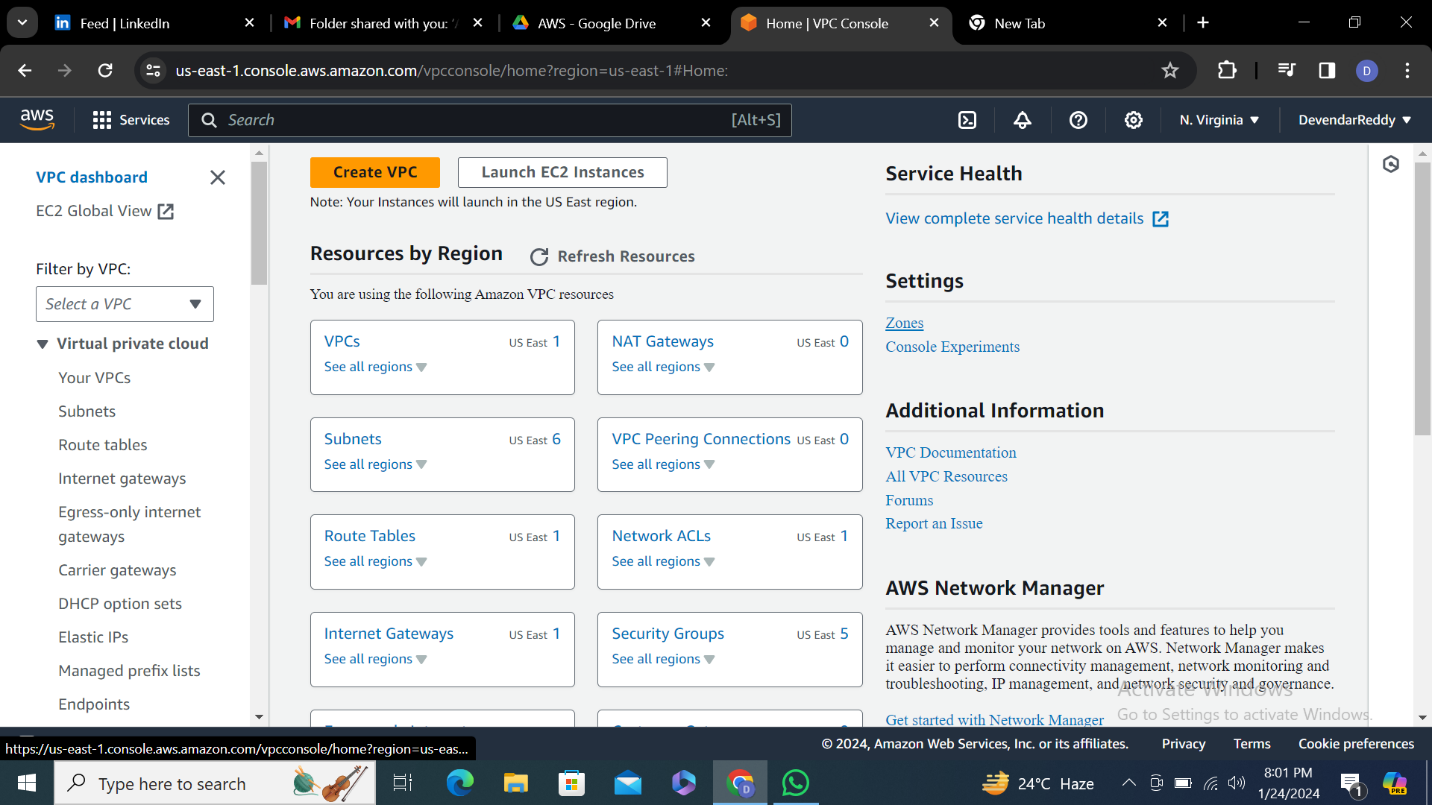 Feed | LinkedIn
Folder shared with you: '
AWS - Google Drive
Home | VPC Console
New Tab
us-east-1.console.aws.amazon.com/vpcconsole/home?region=us-east-1#Home:
D
aws
Services
Search
[Alt+S]
N. Virginia
DevendarReddy
VPC dashboard
EC2 Global View
Filter by VPC:
Select a VPC
Virtual private cloud
Your VPCs
Subnets
Route tables
Internet gateways
Egress-only internet
gateways
Carrier gateways
DHCP option sets
Elastic IPs
Managed prefix lists
Endpoints
Create VPC
Launch EC2 Instances
Note: Your Instances will launch in the US East region.
Resources by Region
Refresh Resources
You are using the following Amazon VPC resources
VPCs US East 1
See all regions
NAT Gateways US East 0
See all regions
Subnets US East 6
See all regions
VPC Peering Connections US East 0
See all regions
Route Tables US East 1
See all regions
Network ACLs US East 1
See all regions
Internet Gateways US East 1
See all regions
Security Groups US East 5
See all regions
Service Health
View complete service health details
Settings
Zones
Console Experiments
Additional Information
VPC Documentation
All VPC Resources
Forums
Report an Issue
AWS Network Manager
AWS Network Manager provides tools and features to help you
manage and monitor your network on AWS. Network Manager makes
it easier to perform connectivity management, network monitoring and
troubleshooting, IP management, and network security and governance.
Get started with Network Manager
Activate Windows
Go to Settings to activate Windows.
https://us-east-1.console.aws.amazon.com/vpcconsole/home?region=us-eas...
© 2024, Amazon Web Services, Inc. or its affiliates.
Privacy
Terms
Cookie preferences
Type here to search
D
24°C Haze
8:01 PM
1/24/2024
1
PRE